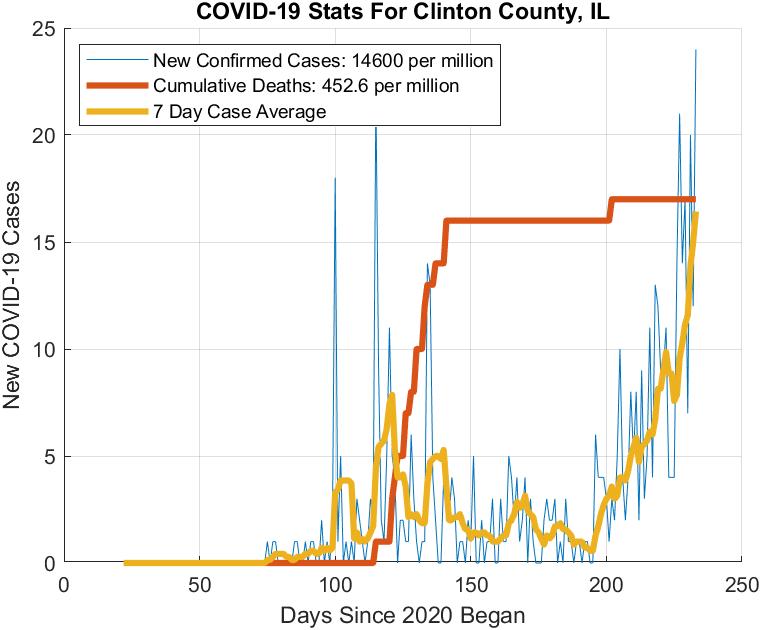 COVID-19 Stats For Clinton County, IL
25
New Confirmed Cases: 14600 per million
Cumulative Deaths: 452.6 per million
7 Day Case Average
20
15
10
5
0
New COVID-19 Cases
0 50 100 150 200 250
Days Since 2020 Began